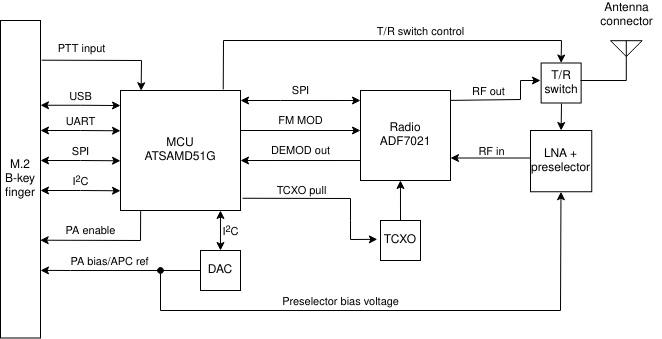 Antenna
connector
T/R switch control
PTT input
USB
UART
SPI
I²C
M.2
B-key
finger
MCU
ATSAMD51G
SPI
FM MOD
DEMOD out
TCXO pull
Radio
ADF7021
RF out
RF in
T/R
switch
LNA +
preselector
PA enable
I²C
TCXO
PA bias/APC ref
DAC
Preselector bias voltage